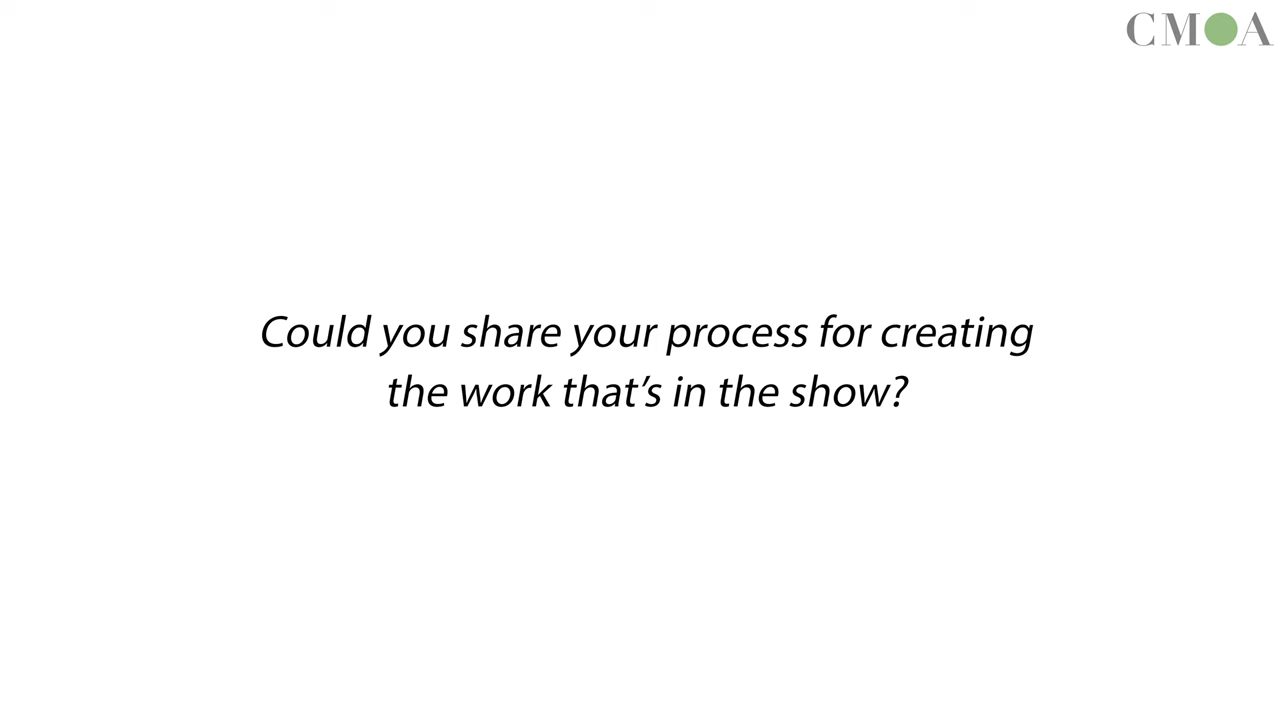 CMOA
Could you share your process for creating
the work that's in the show?